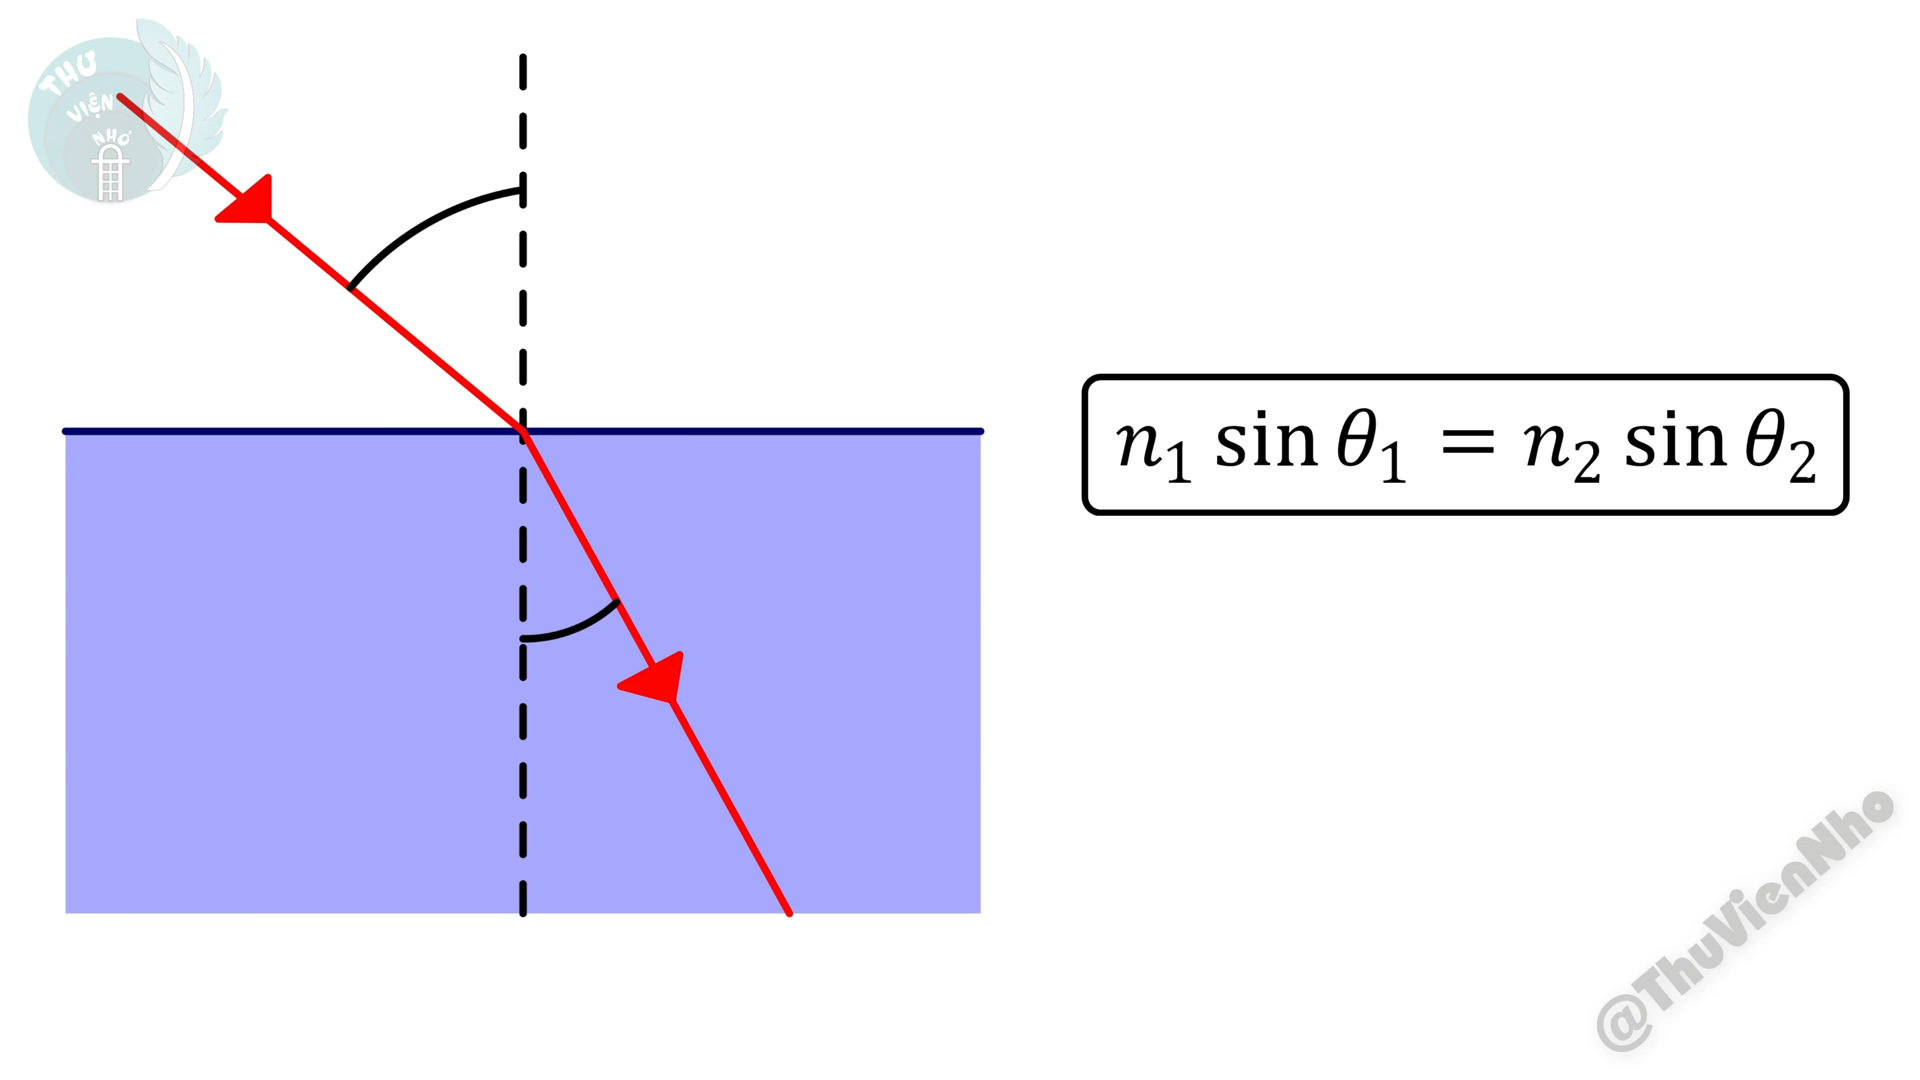 THƯ
VIỆN
NHỎ
n₁ sin θ₁ = n₂ sin θ₂
@ThuVienNho